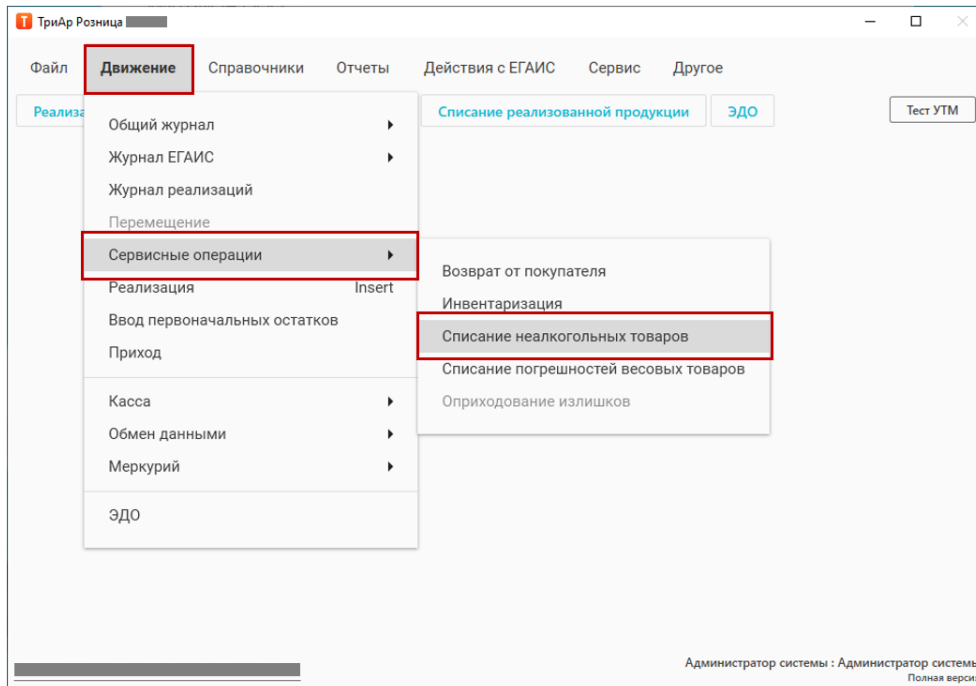 ТриАр Розница
Файл Движение Справочники Отчеты Действия с ЕГАИС Сервис Другое
Списание реализованной продукции ЭДО Тест УТМ
Общий журнал
Журнал ЕГАИС
Журнал реализаций
Перемещение
Сервисные операции
Реализация Insert
Ввод первоначальных остатков
Приход
Касса
Обмен данными
Меркурий
ЭДО
Возврат от покупателя
Инвентаризация
Списание неалкогольных товаров
Списание погрешностей весовых товаров
Оприходование излишков
Администратор системы : Администратор системы
Полная версия